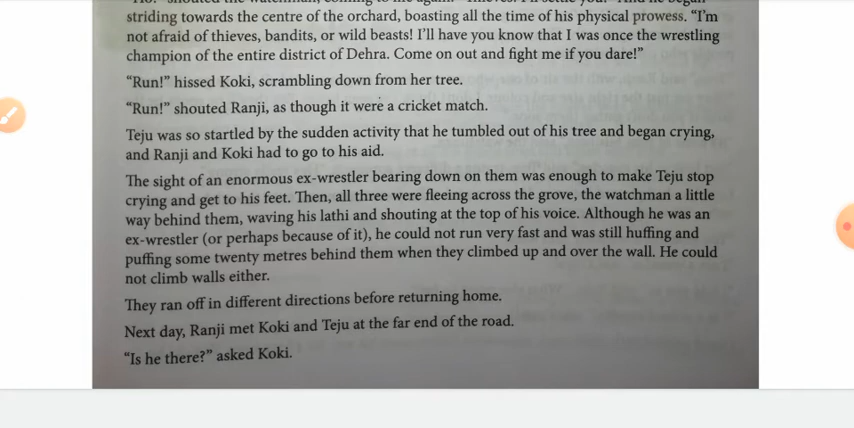 striding towards the centre of the orchard, boasting all the time of his physical prowess. “I’m
not afraid of thieves, bandits, or wild beasts! I’ll have you know that I was once the wrestling
champion of the entire district of Dehra. Come on out and fight me if you dare!”
“Run!” hissed Koki, scrambling down from her tree.
“Run!” shouted Ranji, as though it were a cricket match.
Teju was so startled by the sudden activity that he tumbled out of his tree and began crying,
and Ranji and Koki had to go to his aid.
The sight of an enormous ex-wrestler bearing down on them was enough to make Teju stop
crying and get to his feet. Then, all three were fleeing across the grove, the watchman a little
way behind them, waving his lathi and shouting at the top of his voice. Although he was an
ex-wrestler (or perhaps because of it), he could not run very fast and was still huffing and
puffing some twenty metres behind them when they climbed up and over the wall. He could
not climb walls either.
They ran off in different directions before returning home.
Next day, Ranji met Koki and Teju at the far end of the road.
“Is he there?” asked Koki.